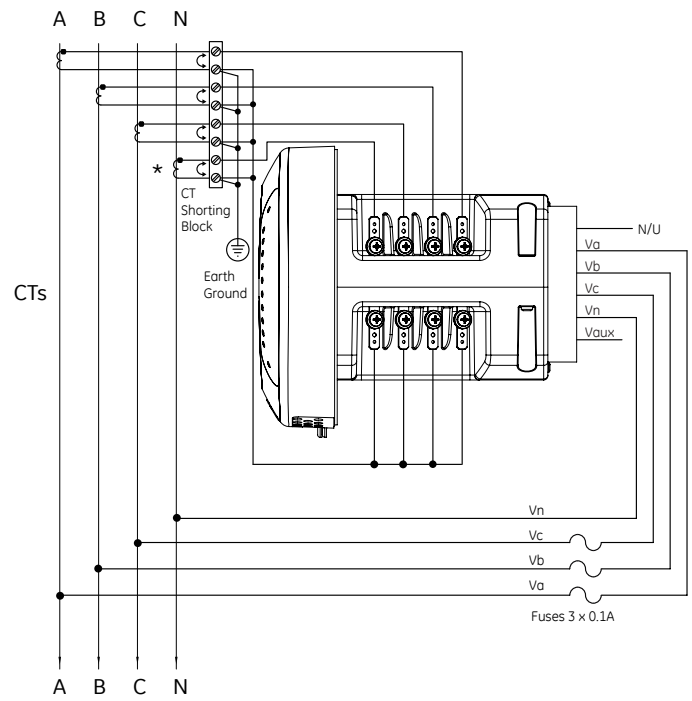 A B C N
*
CT
Shorting
Block
Earth
Ground
CTs
N/U
Va
Vb
Vc
Vn
Vaux
Vn
Vc
Vb
Va
Fuses 3 x 0.1A
A B C N